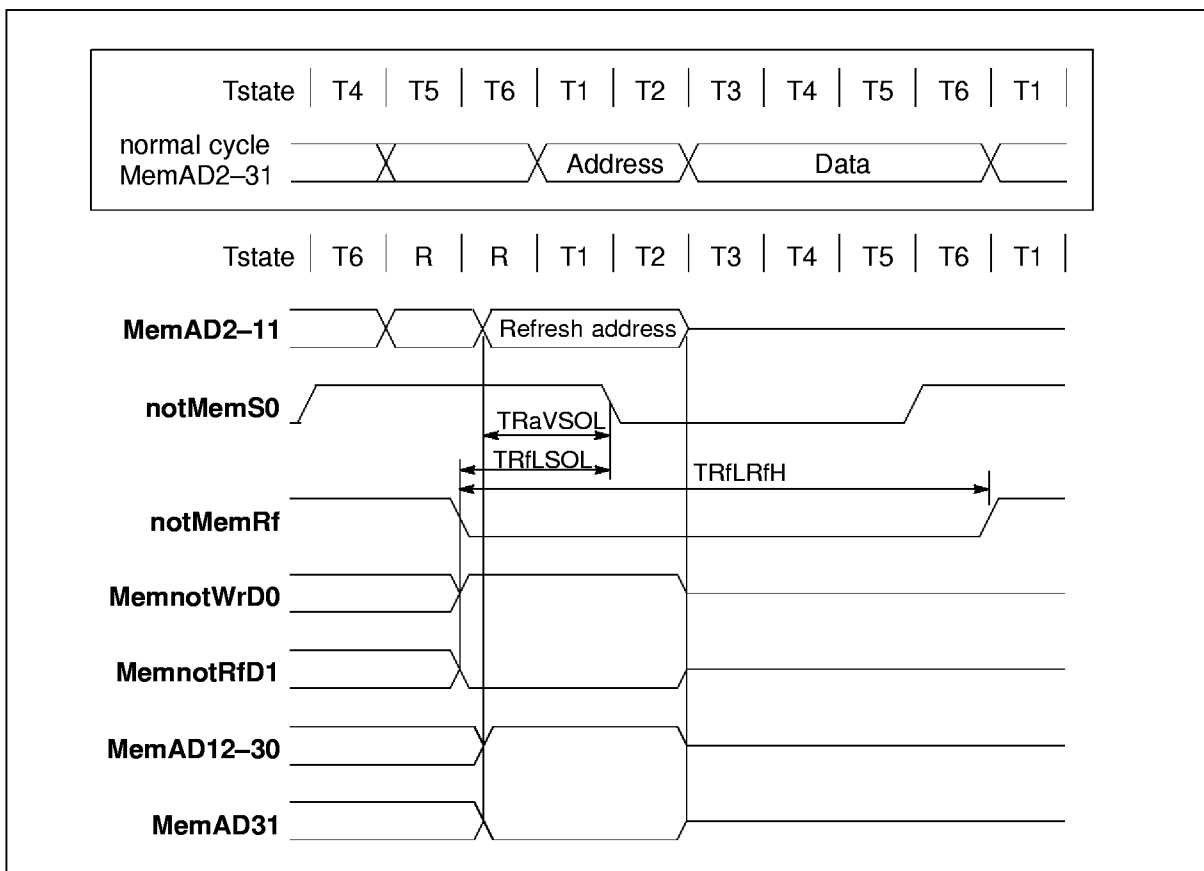 Tstate T4 T5 T6 T1 T2 T3 T4 T5 T6 T1
normal cycle
MemAD2–31 Address Data
Tstate T6 R R T1 T2 T3 T4 T5 T6 T1
MemAD2–11 Refresh address
notMemS0
TRaVSOL
TRfLSOL
TRfLRfH
notMemRf
MemnotWrD0
MemnotRfD1
MemAD12–30
MemAD31